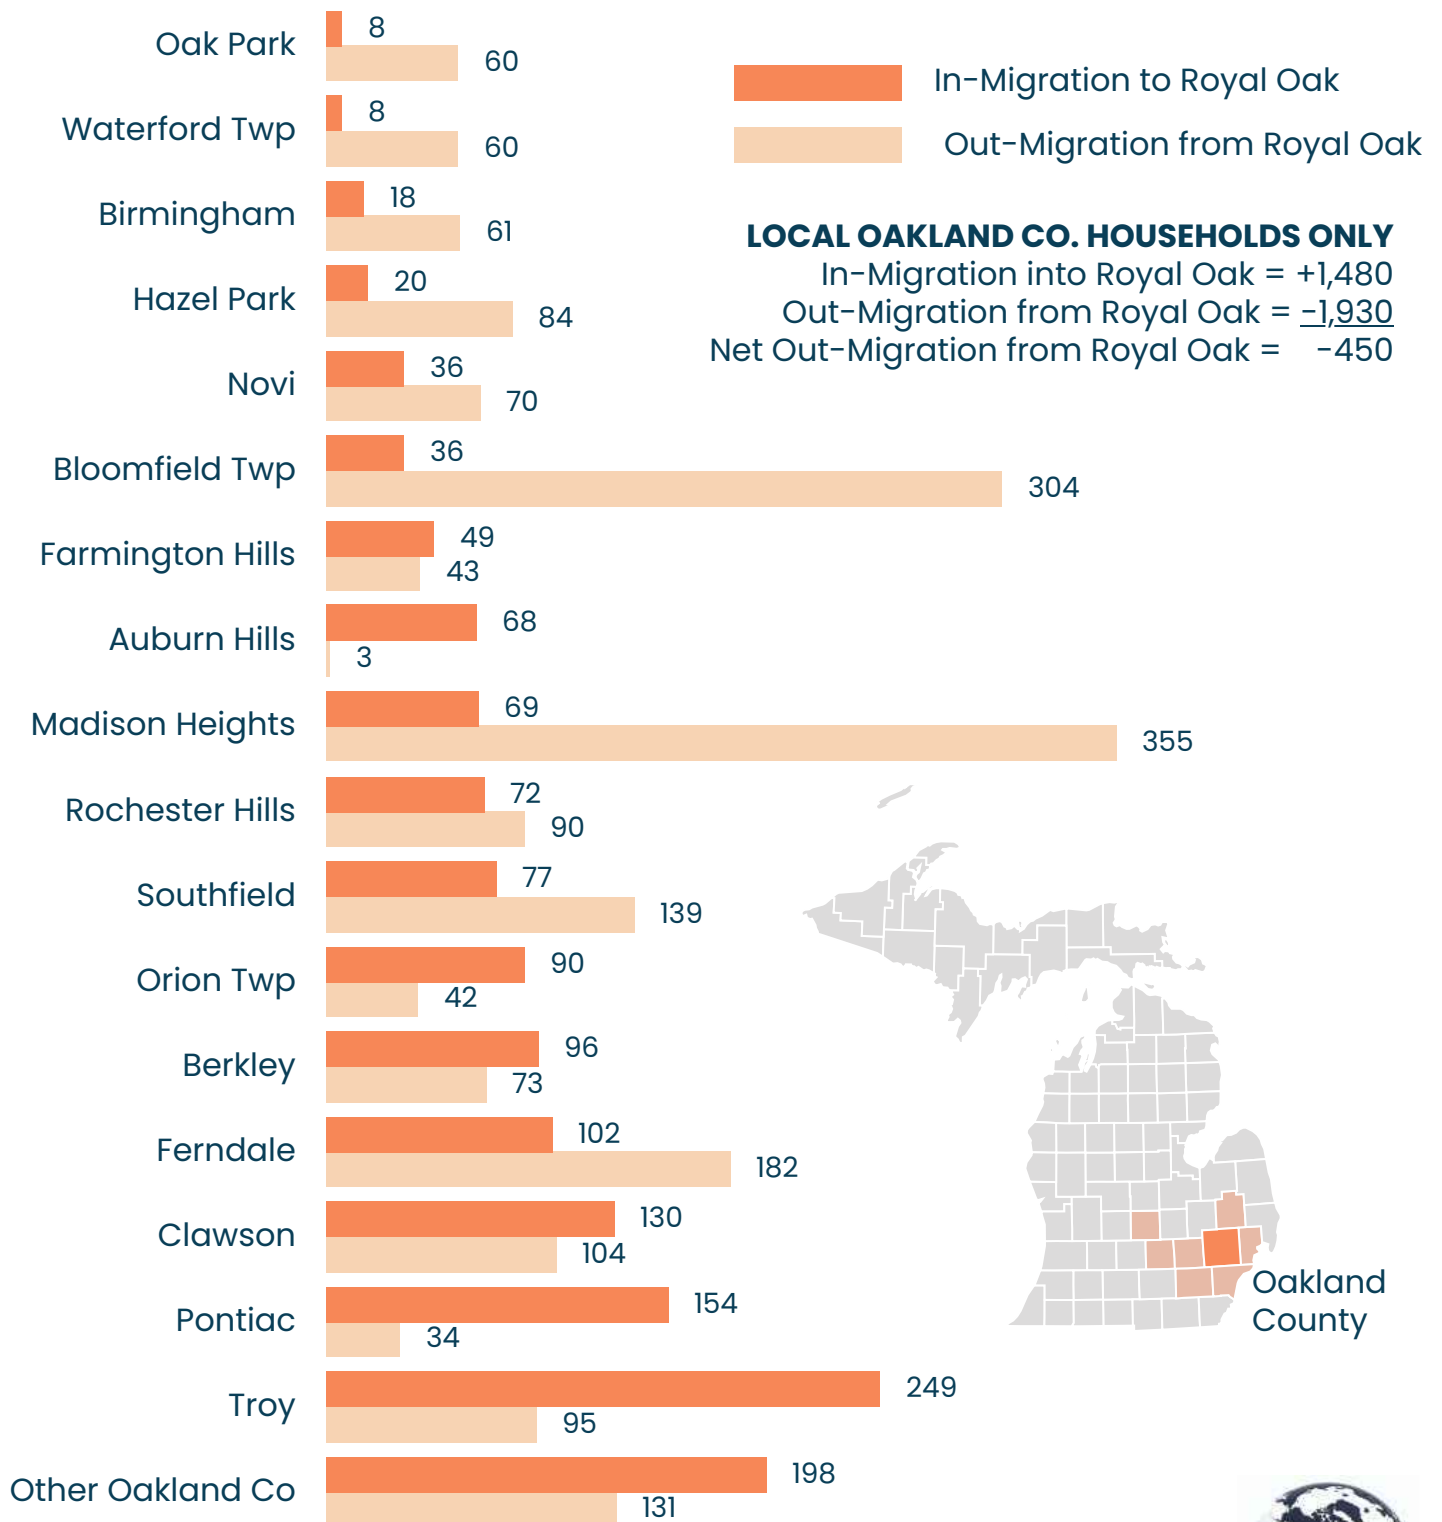 Oak Park
8
60
Waterford Twp
8
60
Birmingham
18
61
Hazel Park
20
84
Novi
36
70
Bloomfield Twp
36
304
Farmington Hills
49
43
Auburn Hills
68
3
Madison Heights
69
355
Rochester Hills
72
90
Southfield
77
139
Orion Twp
90
42
Berkley
96
73
Ferndale
102
182
Clawson
130
104
Pontiac
154
34
Troy
249
95
Other Oakland Co
198
131
In-Migration to Royal Oak
Out-Migration from Royal Oak
LOCAL OAKLAND CO. HOUSEHOLDS ONLY
In-Migration into Royal Oak = +1,480
Out-Migration from Royal Oak = -1,930
Net Out-Migration from Royal Oak = -450
Oakland
County